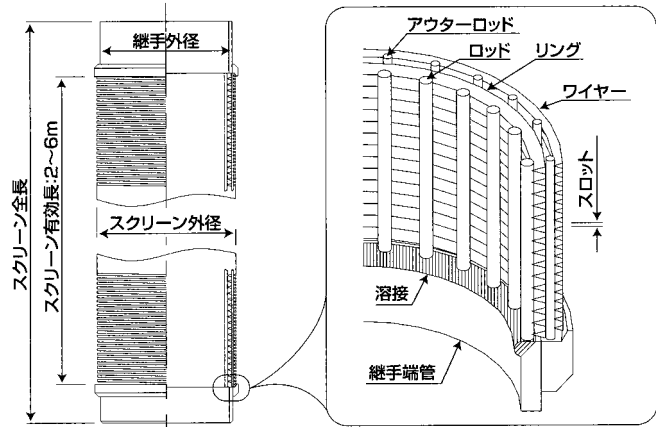 継手外径
スクリーン全長
スクリーン有効長:2〜6m
スクリーン外径
アウターロッド
ロッド
リング
ワイヤー
スロット
溶接
継手端管